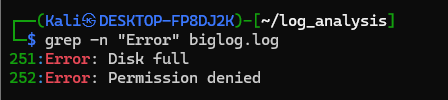 ┌──(Kali㉿DESKTOP-FP8DJ2K)-[~/log_analysis]
└─$ grep -n "Error" biglog.log
251:Error: Disk full
252:Error: Permission denied